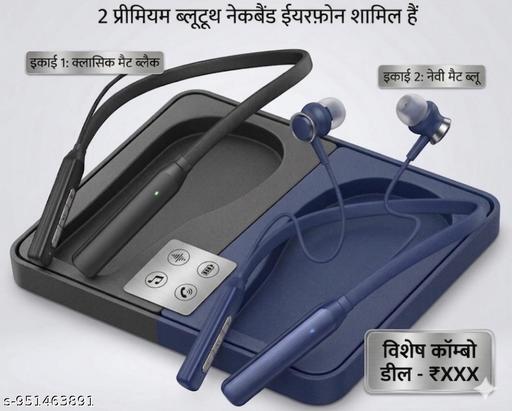 2 प्रीमियम ब्लूटूथ नेकबैंड ईयरफ़ोन शामिल हैं
इकाई 1: क्लासिक मैट ब्लैक
इकाई 2: नेवी मैट ब्लू
विशेष कॉम्बो
डील - ₹XXX
s-951463891